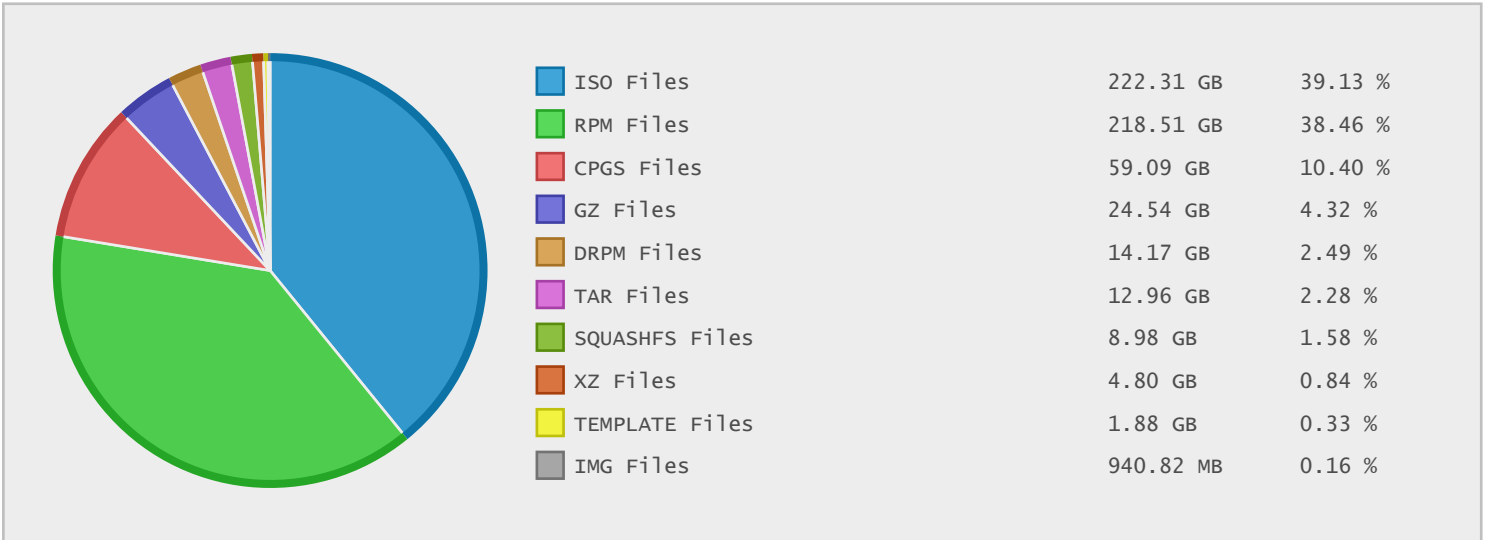 ISO Files 222.31 GB 39.13 %
RPM Files 218.51 GB 38.46 %
CPGS Files 59.09 GB 10.40 %
GZ Files 24.54 GB 4.32 %
DRPM Files 14.17 GB 2.49 %
TAR Files 12.96 GB 2.28 %
SQUASHFS Files 8.98 GB 1.58 %
XZ Files 4.80 GB 0.84 %
TEMPLATE Files 1.88 GB 0.33 %
IMG Files 940.82 MB 0.16 %